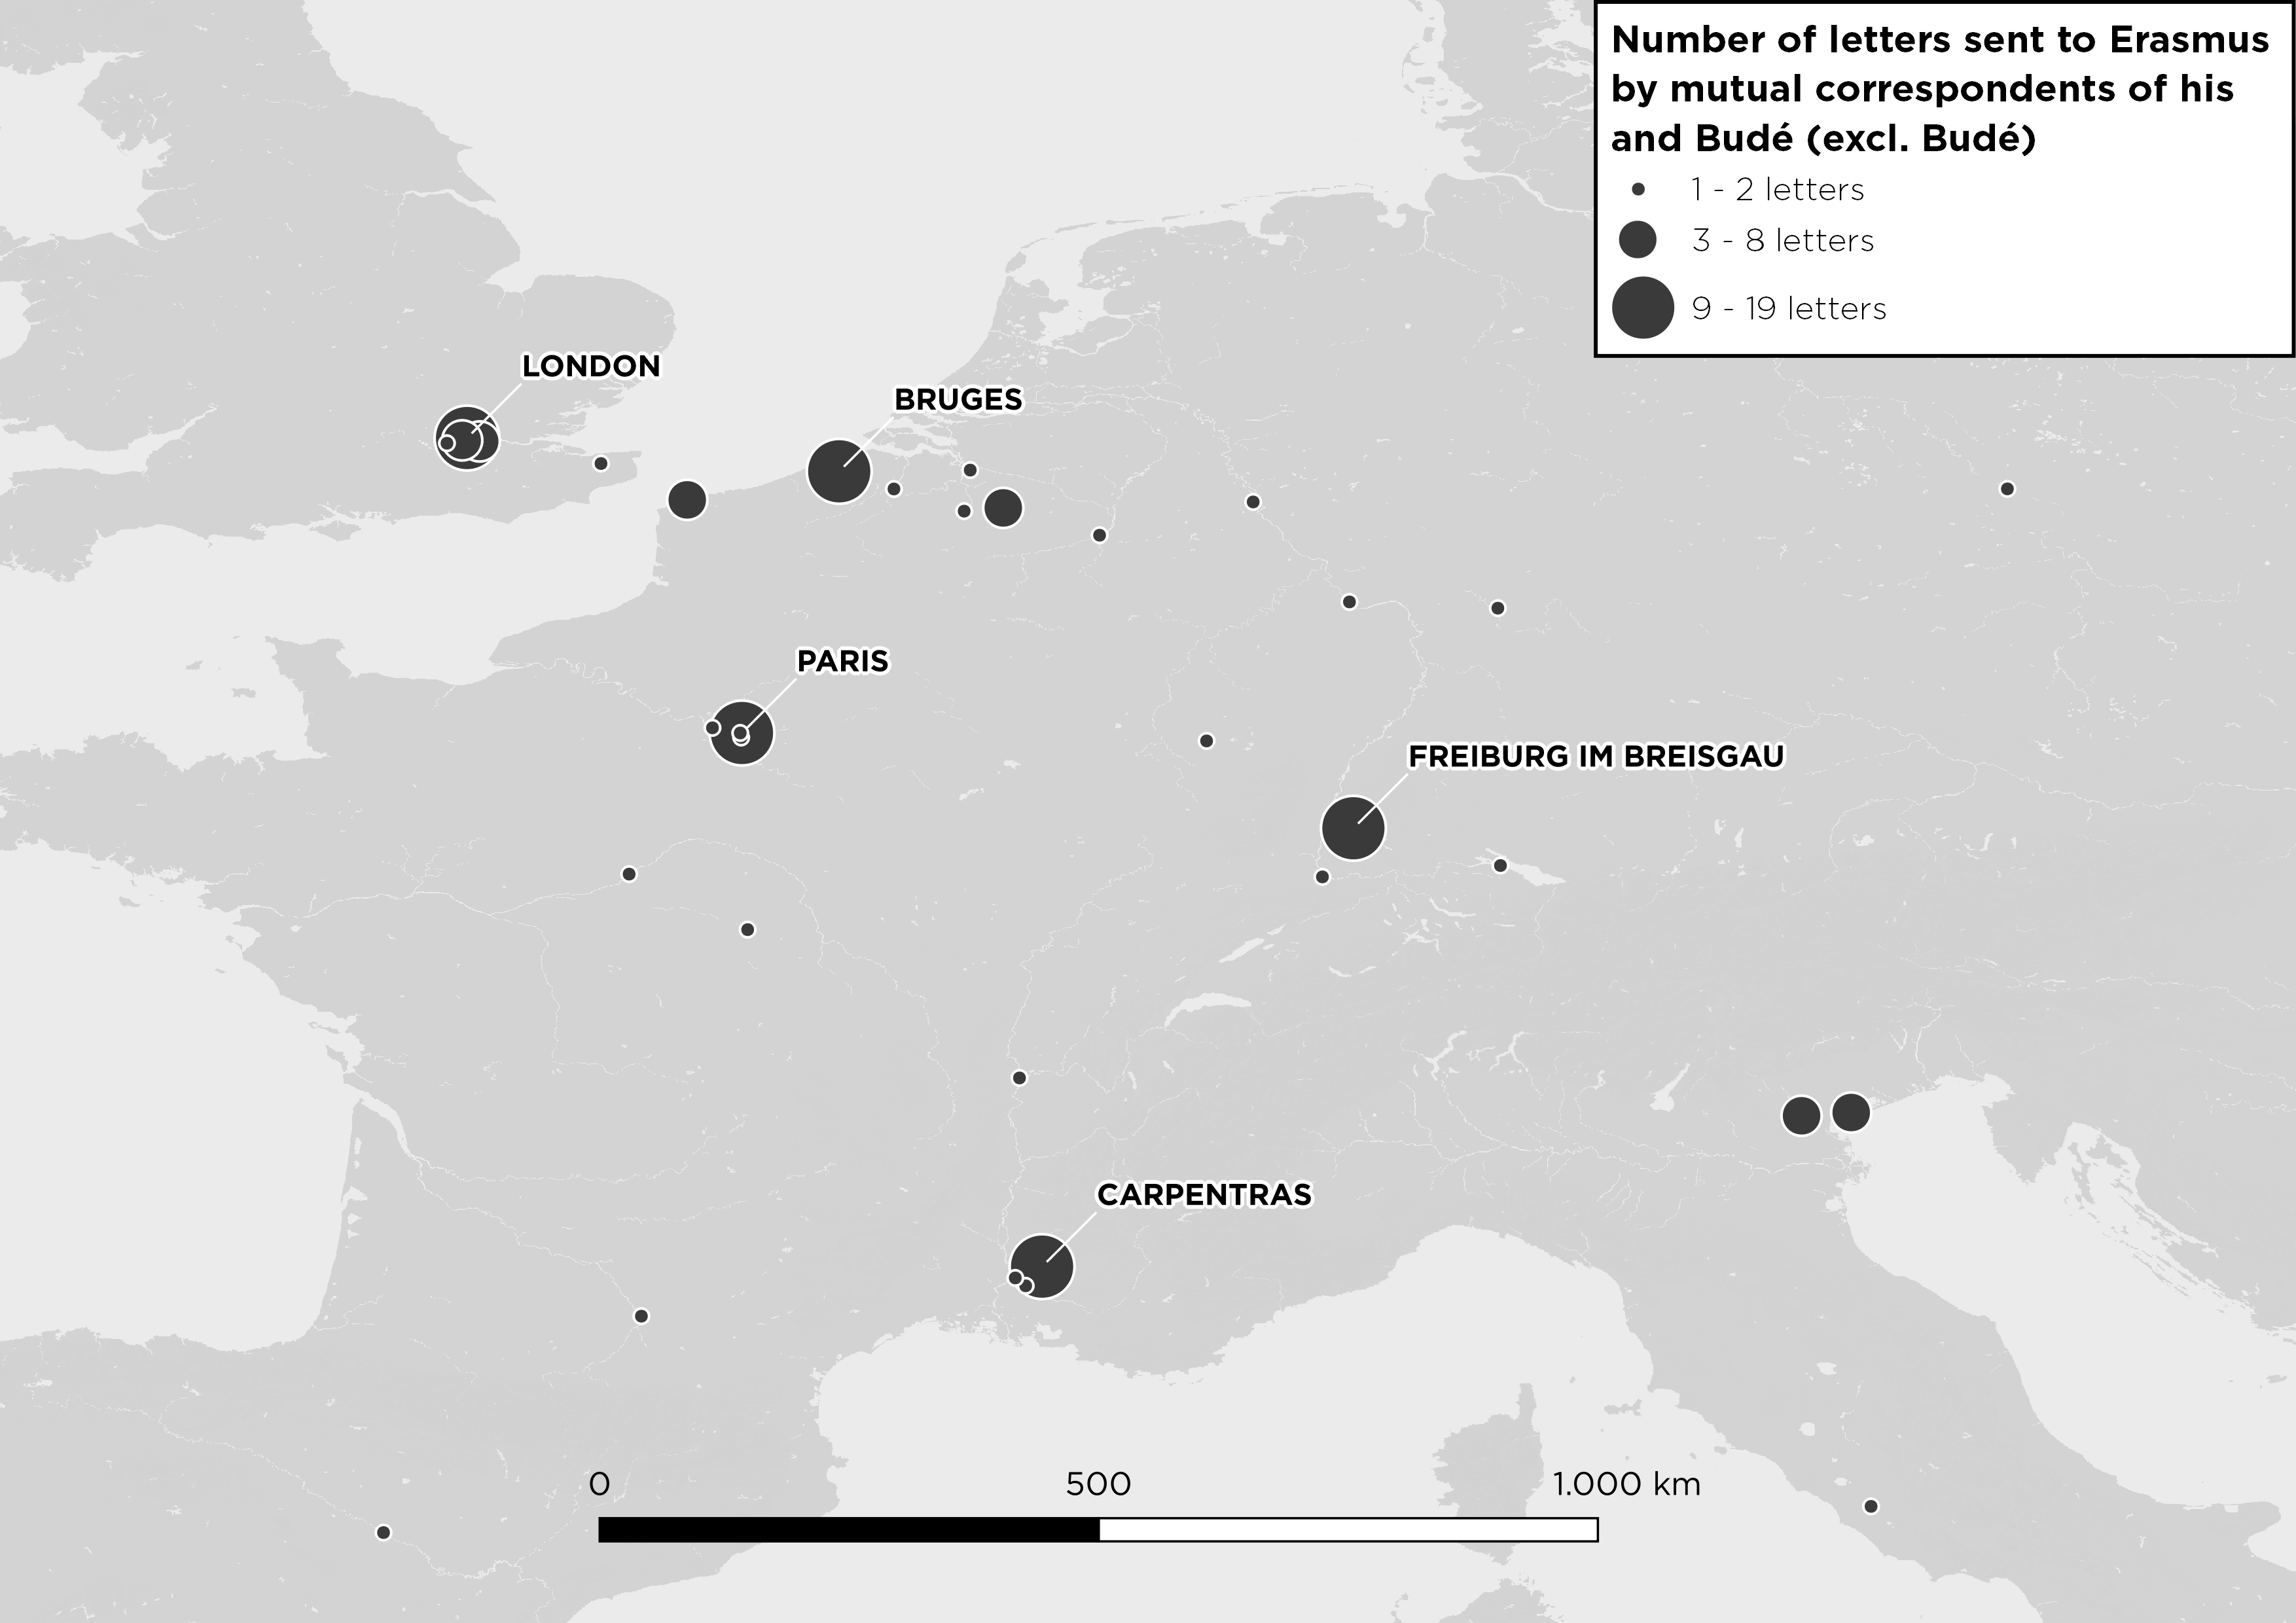 Number of letters sent to Erasmus
by mutual correspondents of his
and Budé (excl. Budé)
1 - 2 letters
3 - 8 letters
9 - 19 letters
LONDON
BRUGES
PARIS
FREIBURG IM BREISGAU
CARPENTRAS
0 500 1.000 km